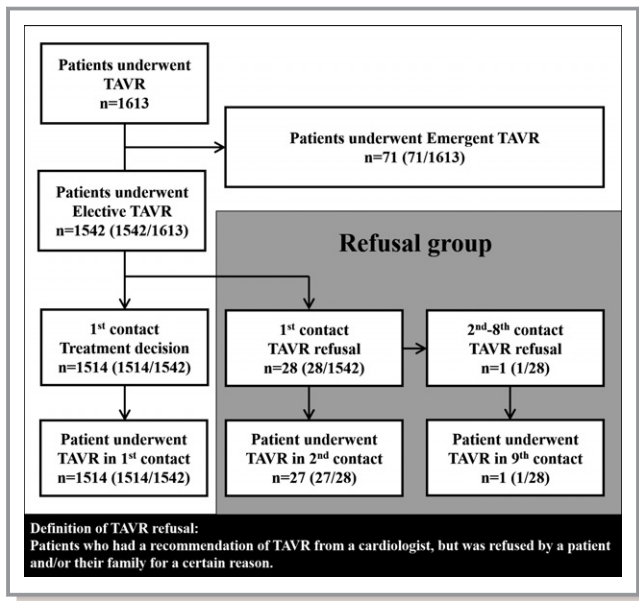 Patients underwent
TAVR
n=1613
Patients underwent Emergent TAVR
n=71 (71/1613)
Patients underwent
Elective TAVR
n=1542 (1542/1613)
Refusal group
1st contact
Treatment decision
n=1514 (1514/1542)
1st contact
TAVR refusal
n=28 (28/1542)
2nd-8th contact
TAVR refusal
n=1 (1/28)
Patient underwent
TAVR in 1st contact
n=1514 (1514/1542)
Patient underwent
TAVR in 2nd contact
n=27 (27/28)
Patient underwent
TAVR in 9th contact
n=1 (1/28)
Definition of TAVR refusal:
Patients who had a recommendation of TAVR from a cardiologist, but was refused by a patient
and/or their family for a certain reason.